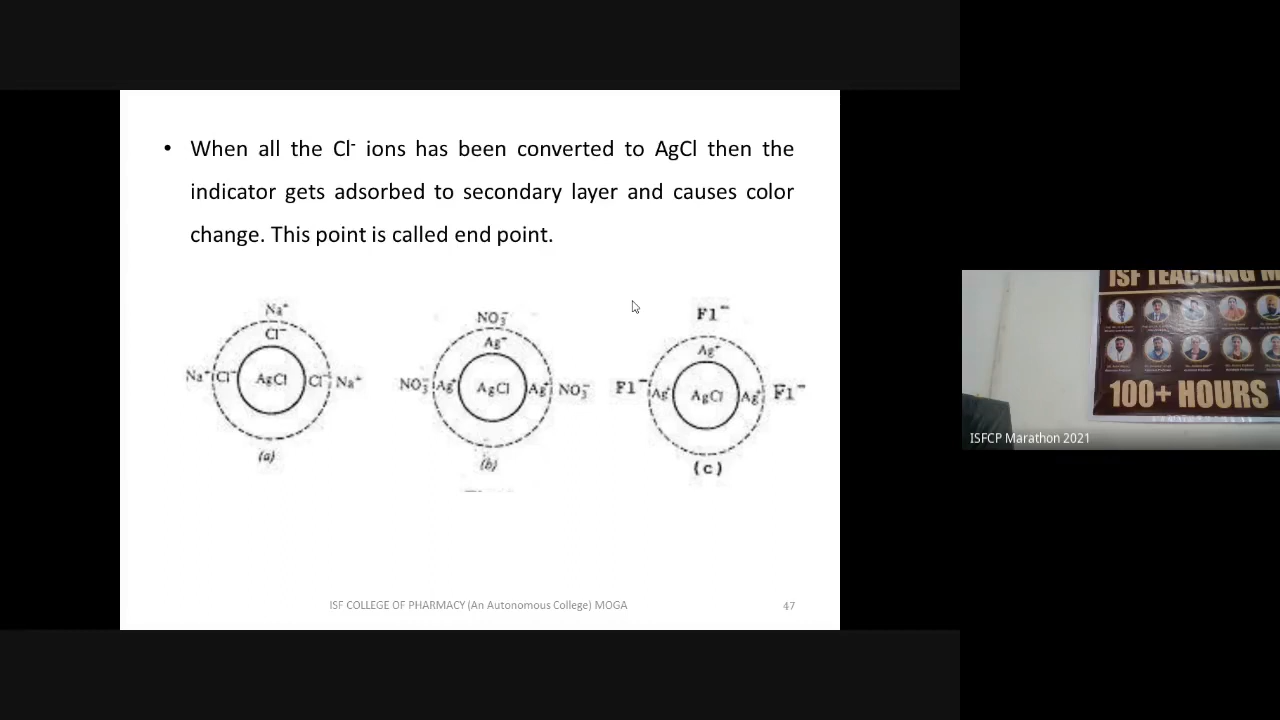 • When all the Cl⁻ ions has been converted to AgCl then the
indicator gets adsorbed to secondary layer and causes color
change. This point is called end point.
Na⁺
Cl⁻
Na⁺ Cl⁻ AgCl Cl⁻ Na⁺
(a)
NO₃⁻
Ag⁺
NO₃⁻ Ag⁺ AgCl Ag⁺ NO₃⁻
(b)
Fl⁻
Ag⁺
Fl⁻ Ag⁺ AgCl Ag⁺ Fl⁻
(c)
ISF COLLEGE OF PHARMACY (An Autonomous College) MOGA
47
ISF TEACHING M
100+ HOURS
ISFCP Marathon 2021